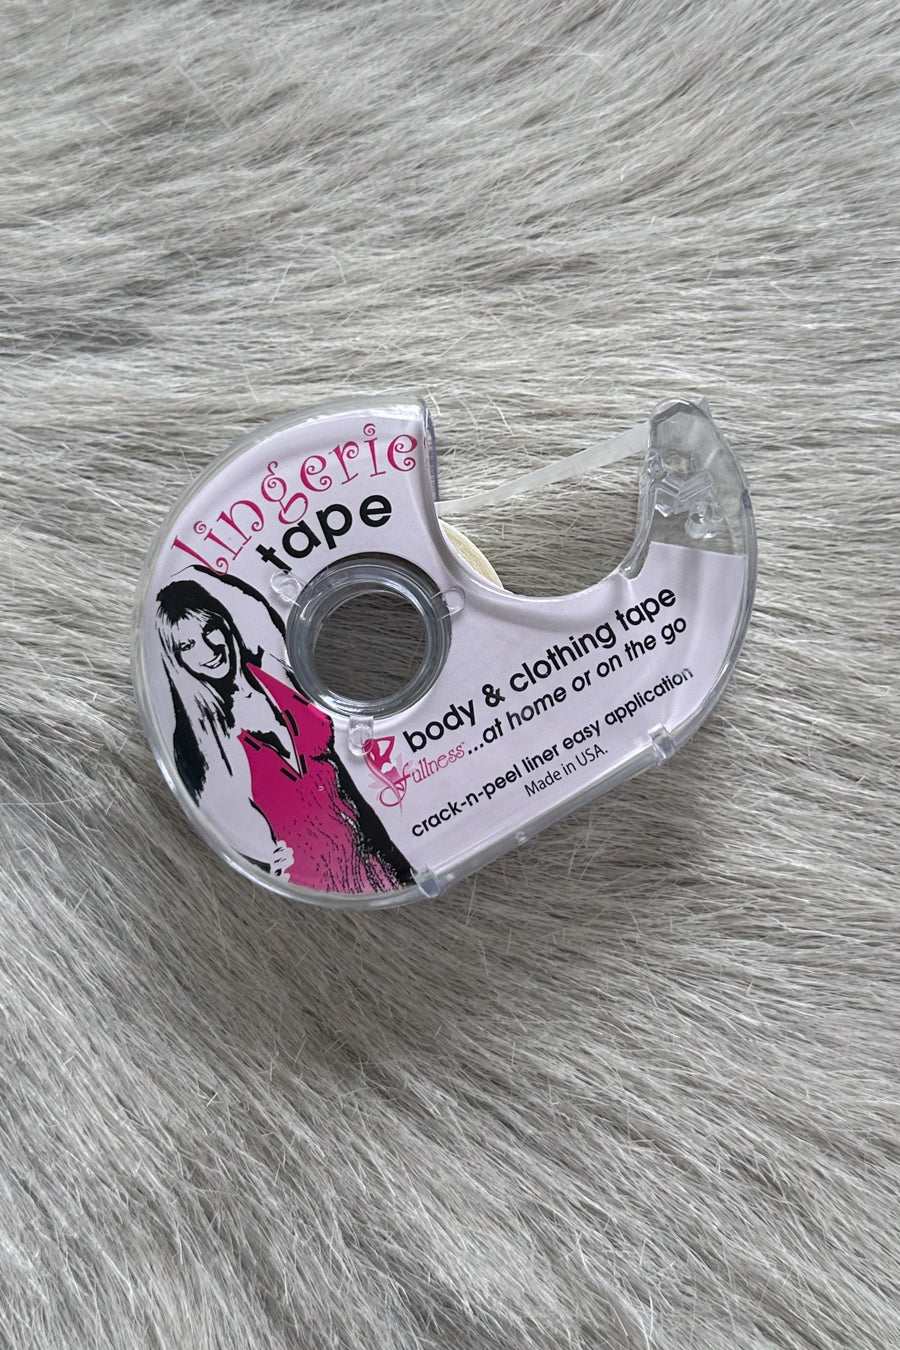 lingerie
tape
body & clothing tape
fullness...at home or on the go
crack-n-peel liner easy application
Made in USA.